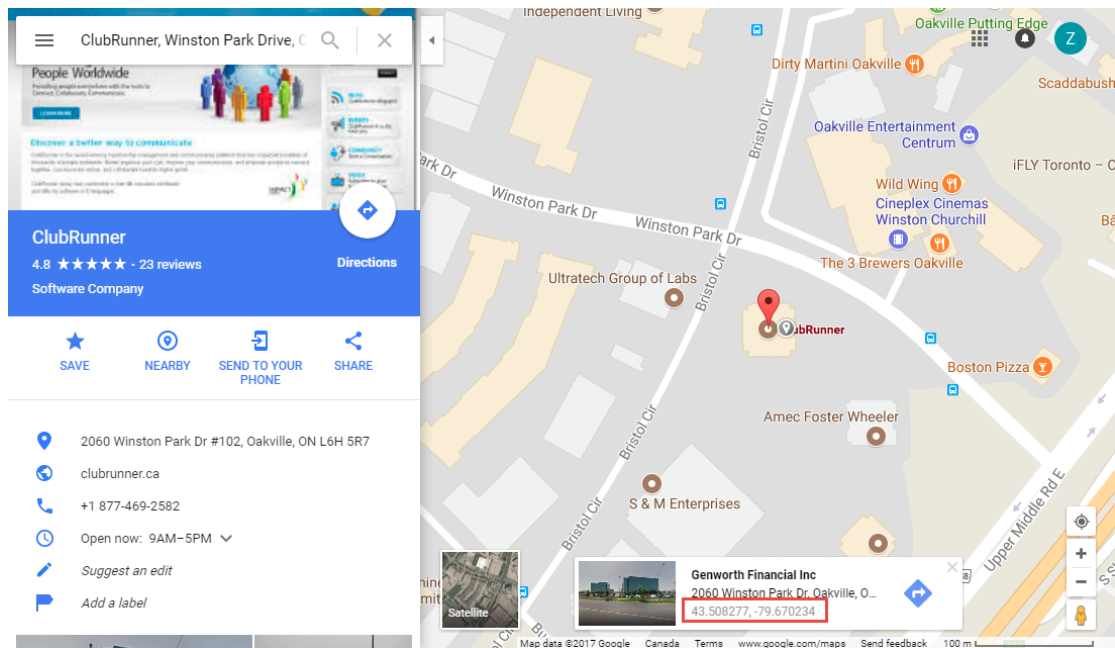 ClubRunner, Winston Park Drive, C
People Worldwide
LEARN MORE
Discover a better way to communicate
ClubRunner
4.8 ★★★★★ · 23 reviews
Software Company
Directions
SAVE
NEARBY
SEND TO YOUR
PHONE
SHARE
2060 Winston Park Dr #102, Oakville, ON L6H 5R7
clubrunner.ca
+1 877-469-2582
Open now: 9AM–5PM
Suggest an edit
Add a label
Independent Living
Oakville Putting Edge
Z
Dirty Martini Oakville
Scaddabush
Oakville Entertainment
Centrum
iFLY Toronto – O
Bristol Cir
ark Dr
Winston Park Dr
Winston Park Dr
Wild Wing
Cineplex Cinemas
Winston Churchill
The 3 Brewers Oakville
Ultratech Group of Labs
Bristol Cir
ubRunner
Boston Pizza
Amec Foster Wheeler
Bristol Cir
S & M Enterprises
Bristol Cir
Upper Middle Rd E
Satellite
Genworth Financial Inc
2060 Winston Park Dr, Oakville, O...
43.508277, -79.670234
Map data ©2017 Google Canada Terms www.google.com/maps Send feedback 100 m